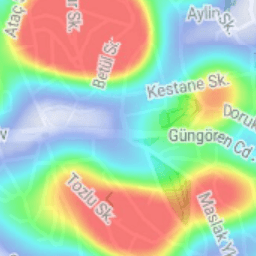 Ataç
r Sk.
Aylin Sk.
Betül Sk.
Kestane Sk.
Doruk
Güngören Cd.
v
Tozlu Sk.
Maslak Y